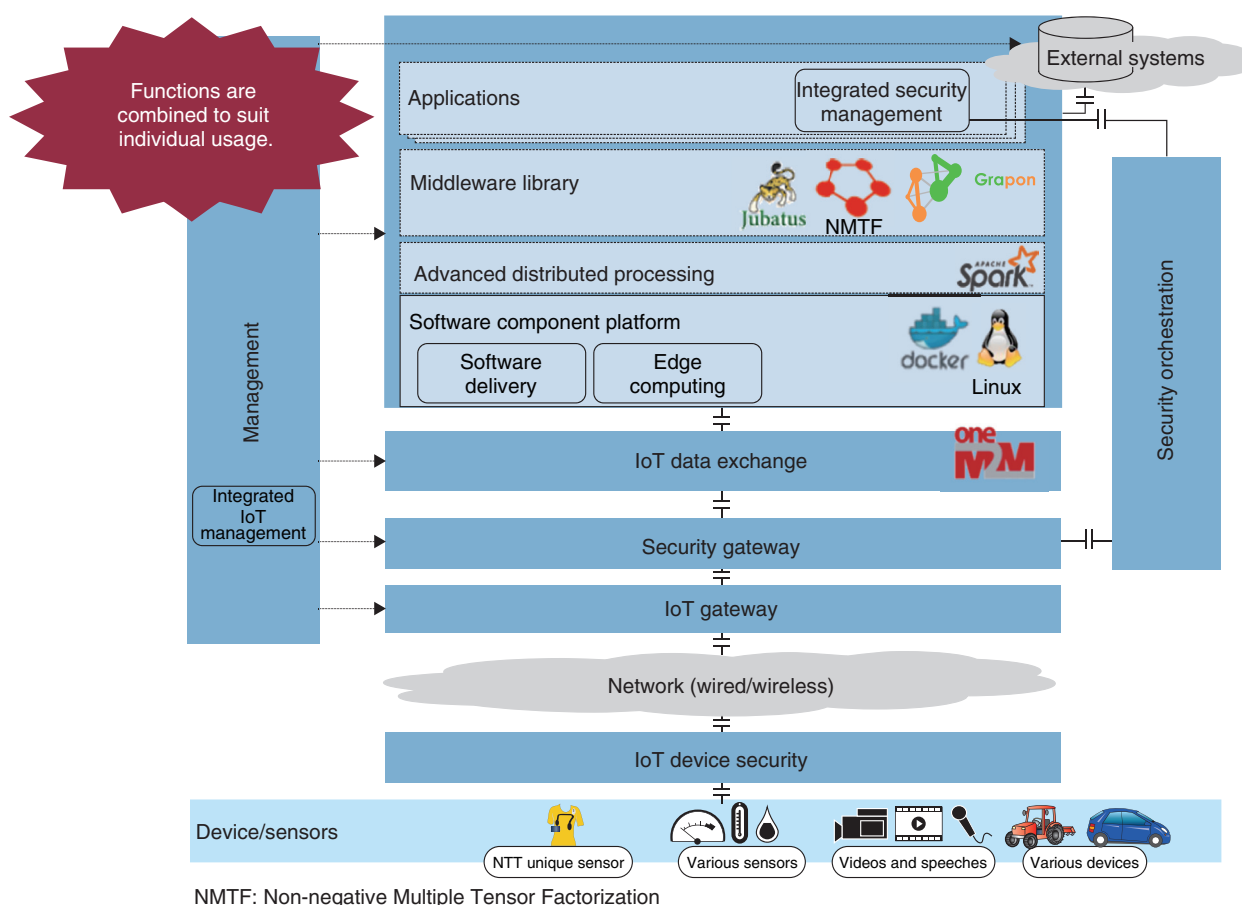 Functions are
combined to suit
individual usage.
External systems
Applications
Integrated security
management
Middleware library
Jubatus
NMTF
Grapon
Advanced distributed processing
APACHE
Spark
Software component platform
Software
delivery
Edge
computing
docker
Linux
Management
Integrated
IoT
management
Security orchestration
IoT data exchange
one
M2M
Security gateway
IoT gateway
Network (wired/wireless)
IoT device security
Device/sensors
NTT unique sensor
Various sensors
Videos and speeches
Various devices
NMTF: Non-negative Multiple Tensor Factorization